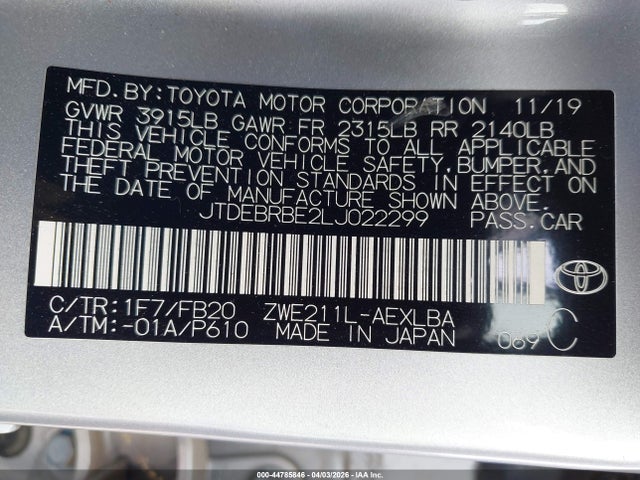 MFD.BY:TOYOTA MOTOR CORPORATION 11/19
GVWR 3915LB GAWR FR 2315LB RR 2140LB
THIS VEHICLE CONFORMS TO ALL APPLICABLE
FEDERAL MOTOR VEHICLE SAFETY,BUMPER,AND
THEFT PREVENTION STANDARDS IN EFFECT ON
THE DATE OF MANUFACTURE SHOWN ABOVE.
JTDEBRBE2LJ022299 PASS.CAR
C/TR:1F7/FB20 ZWE211L-AEXLBA
A/TM:-01A/P610 MADE IN JAPAN 069 C
000-44785846 - 04/03/2026 - IAA Inc.